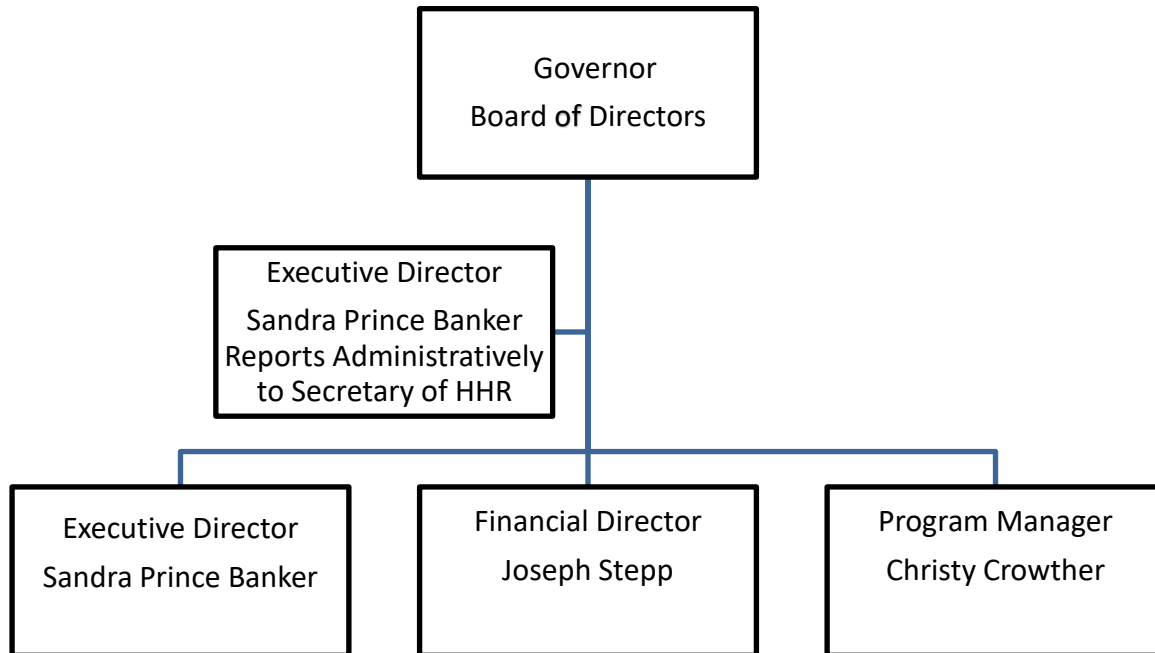 Governor
Board of Directors
Executive Director
Sandra Prince Banker
Reports Administratively
to Secretary of HHR
Executive Director
Sandra Prince Banker
Financial Director
Joseph Stepp
Program Manager
Christy Crowther